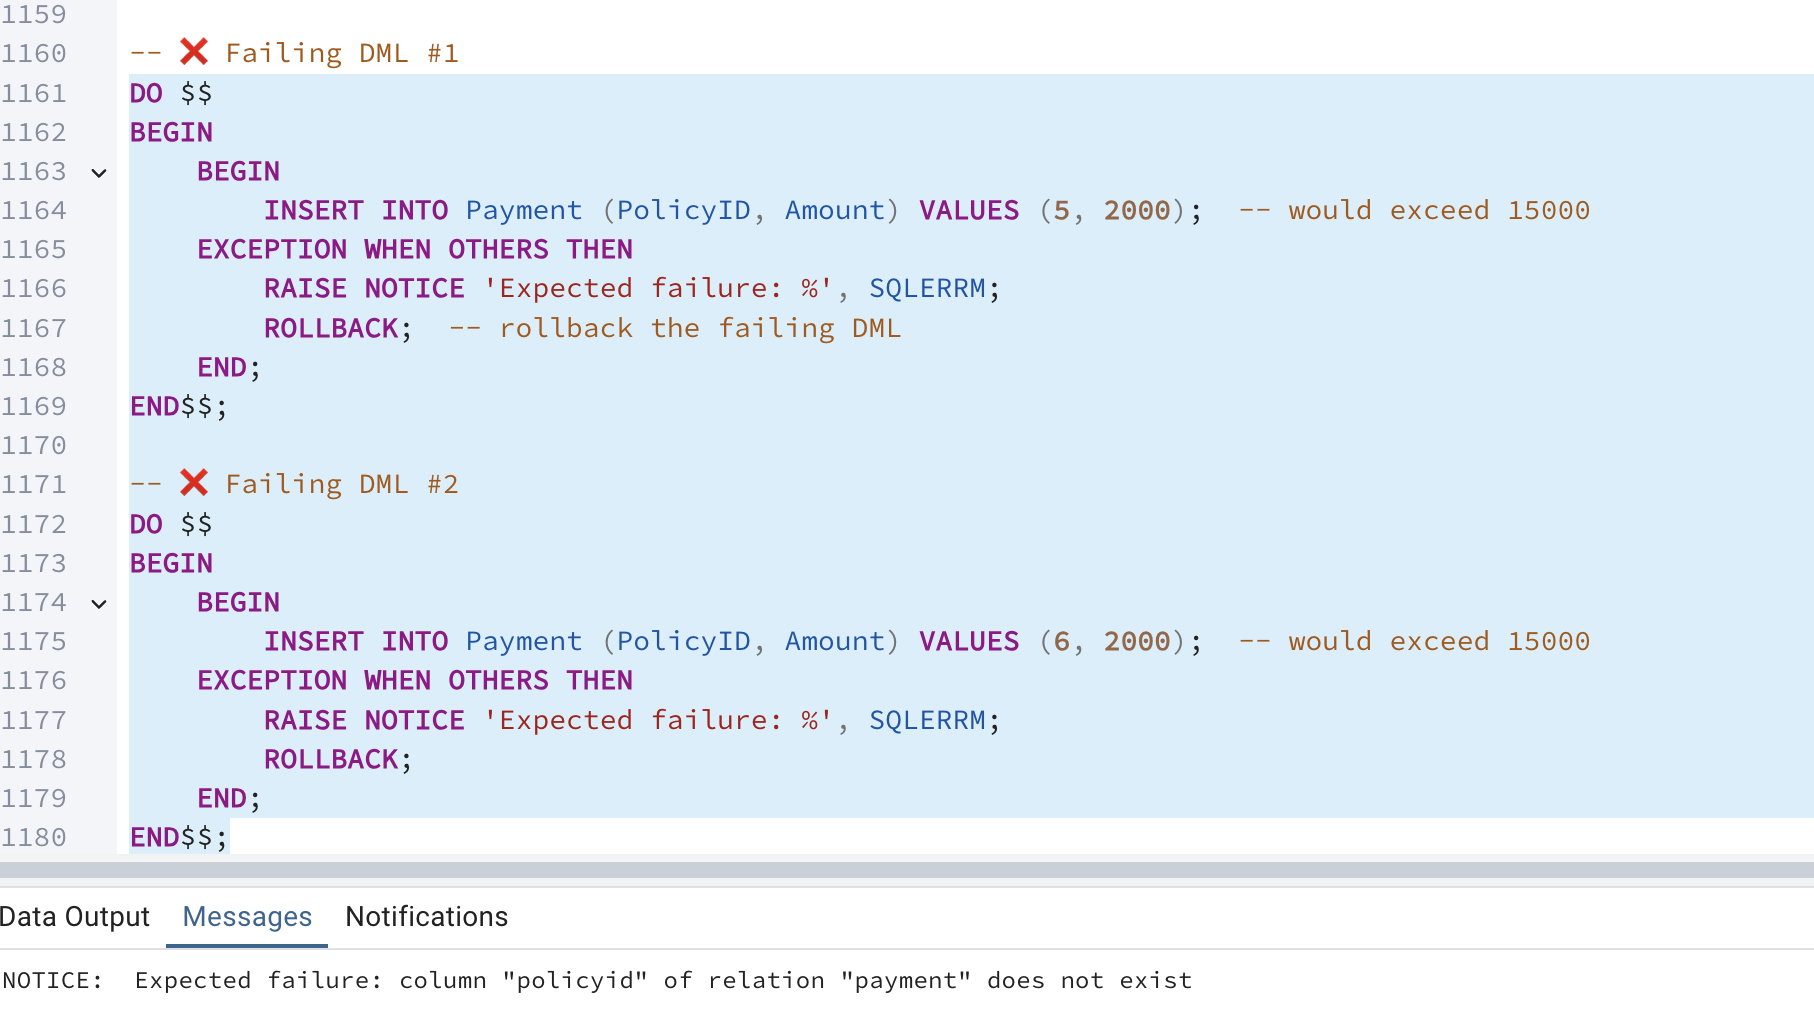 1159
1160 -- ❌ Failing DML #1
1161 DO $$
1162 BEGIN
1163     BEGIN
1164         INSERT INTO Payment (PolicyID, Amount) VALUES (5, 2000);  -- would exceed 15000
1165     EXCEPTION WHEN OTHERS THEN
1166         RAISE NOTICE 'Expected failure: %', SQLERRM;
1167         ROLLBACK;  -- rollback the failing DML
1168     END;
1169 END$$;
1170
1171 -- ❌ Failing DML #2
1172 DO $$
1173 BEGIN
1174     BEGIN
1175         INSERT INTO Payment (PolicyID, Amount) VALUES (6, 2000);  -- would exceed 15000
1176     EXCEPTION WHEN OTHERS THEN
1177         RAISE NOTICE 'Expected failure: %', SQLERRM;
1178         ROLLBACK;
1179     END;
1180 END$$;
Data Output Messages Notifications
NOTICE:  Expected failure: column "policyid" of relation "payment" does not exist